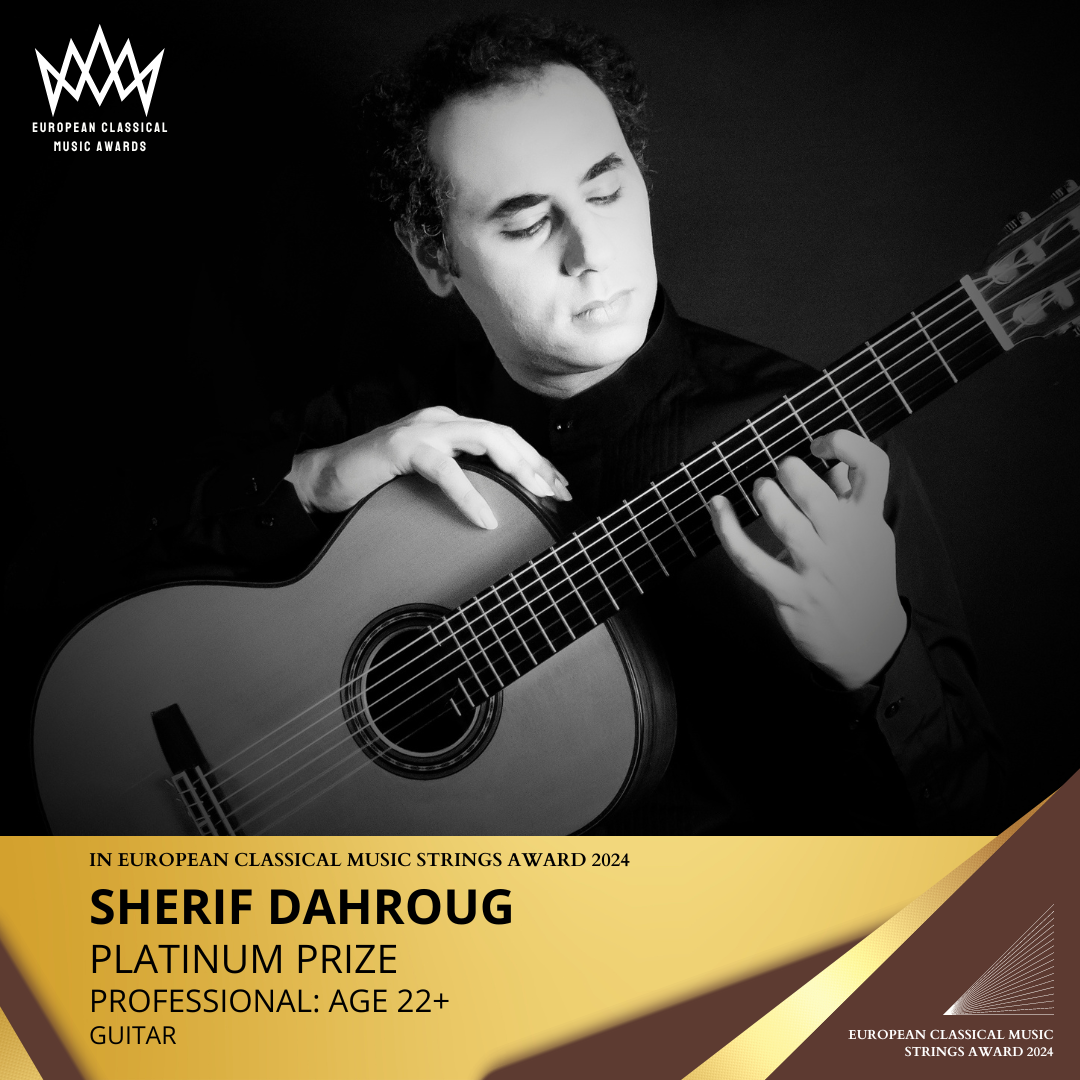 EUROPEAN CLASSICAL
MUSIC AWARDS
IN EUROPEAN CLASSICAL MUSIC STRINGS AWARD 2024
SHERIF DAHROUG
PLATINUM PRIZE
PROFESSIONAL: AGE 22+
GUITAR
EUROPEAN CLASSICAL MUSIC
STRINGS AWARD 2024